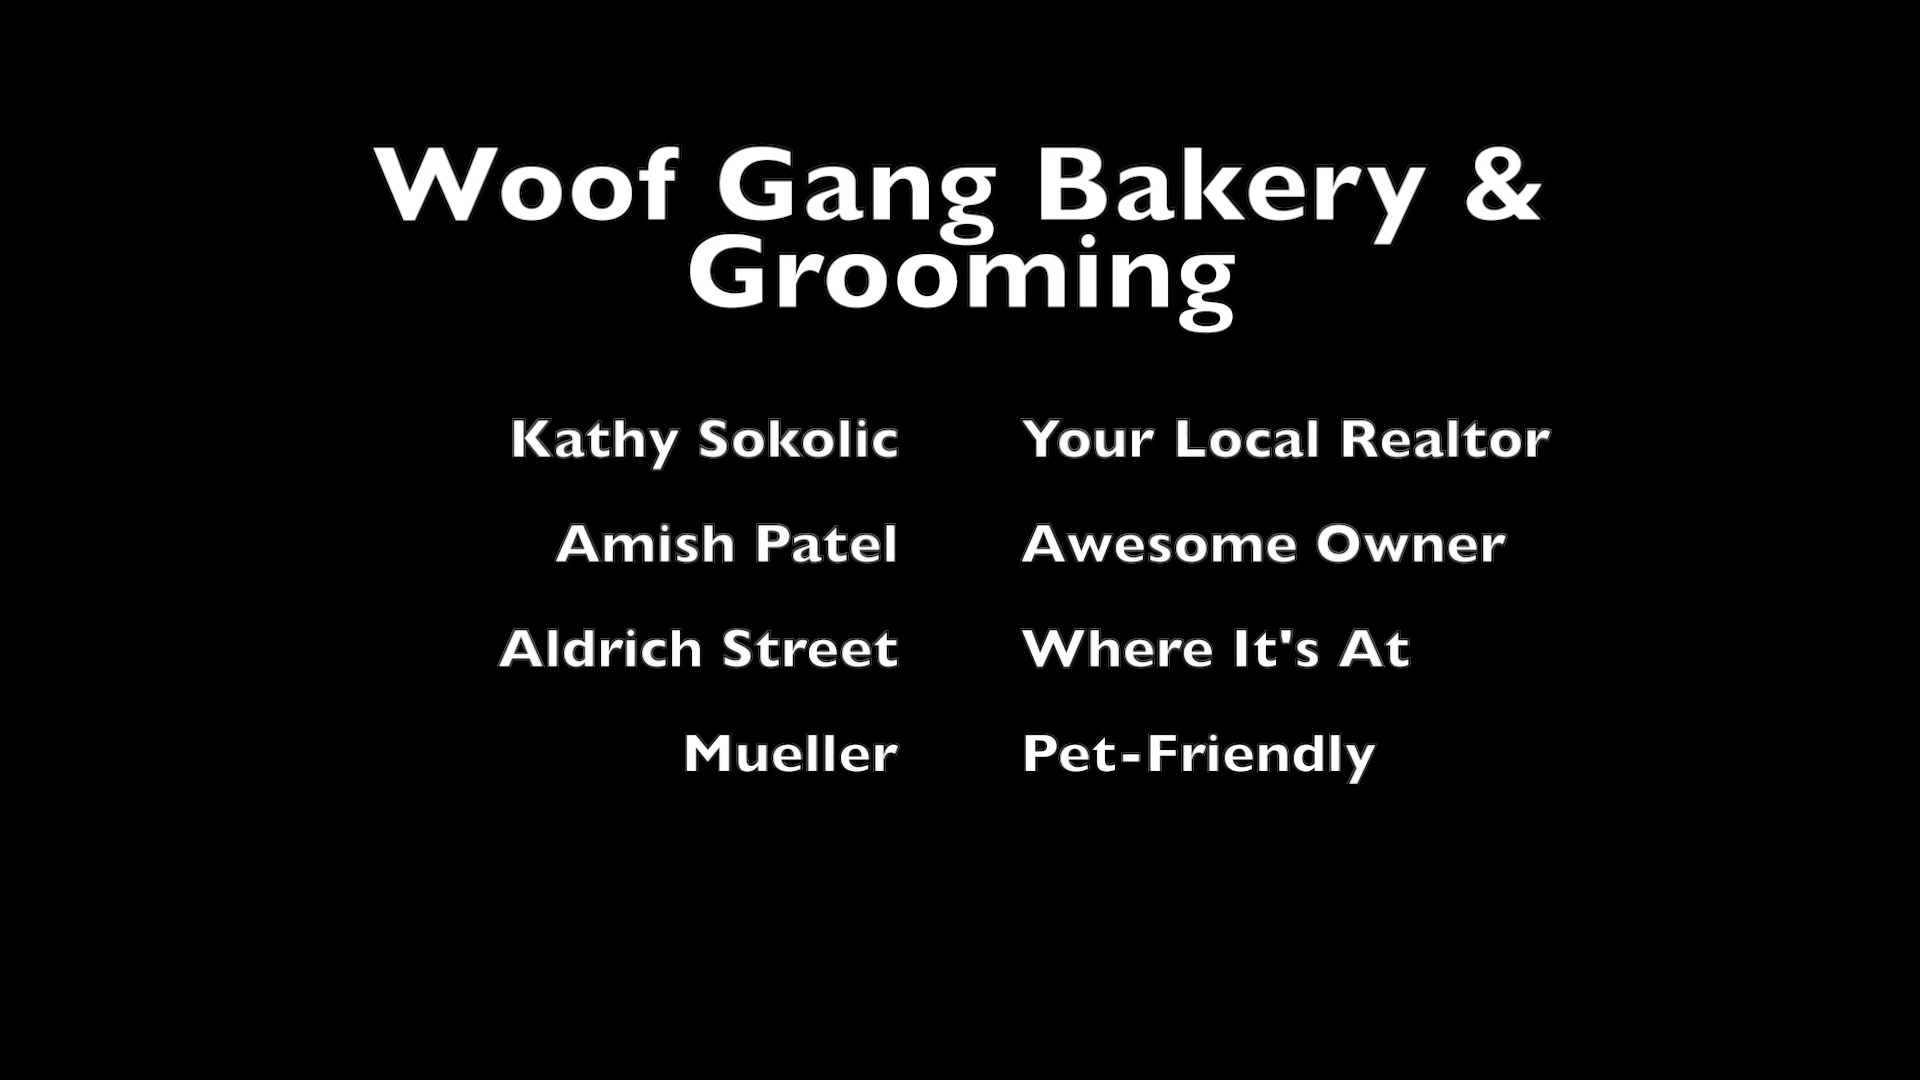 Woof Gang Bakery &
Grooming
Kathy Sokolic Your Local Realtor
Amish Patel Awesome Owner
Aldrich Street Where It's At
Mueller Pet-Friendly